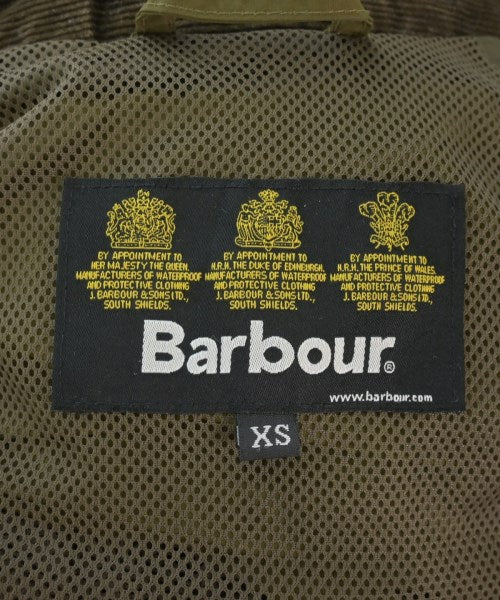 BY APPOINTMENT TO
HER MAJESTY THE QUEEN.
MANUFACTURERS OF WATERPROOF
AND PROTECTIVE CLOTHING
J. BARBOUR & SONS LTD.,
SOUTH SHIELDS.
BY APPOINTMENT TO
H.R.H. THE DUKE OF EDINBURGH.
MANUFACTURERS OF WATERPROOF
AND PROTECTIVE CLOTHING
J. BARBOUR & SONS LTD.,
SOUTH SHIELDS.
BY APPOINTMENT TO
H.R.H. THE PRINCE OF WALES.
MANUFACTURERS OF WATERPROOF
AND PROTECTIVE CLOTHING
J. BARBOUR & SONS LTD.,
SOUTH SHIELDS.
Barbour®
www.barbour.com
XS